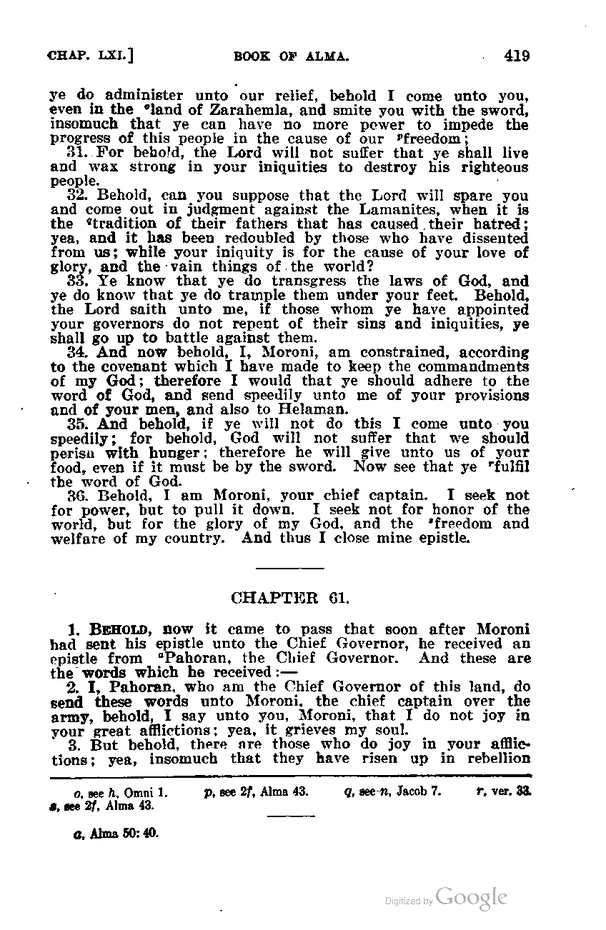 CHAP. LXI.] BOOK OF ALMA. 419
ye do administer unto our relief, behold I come unto you,
even in the °land of Zarahemla, and smite you with the sword,
insomuch that ye can have no more power to impede the
progress of this people in the cause of our ᵖfreedom;
31. For behold, the Lord will not suffer that ye shall live
and wax strong in your iniquities to destroy his righteous
people.
32. Behold, can you suppose that the Lord will spare you
and come out in judgment against the Lamanites, when it is
the qtradition of their fathers that has caused their hatred;
yea, and it has been redoubled by those who have dissented
from us; while your iniquity is for the cause of your love of
glory, and the vain things of the world?
33. Ye know that ye do transgress the laws of God, and
ye do know that ye do trample them under your feet. Behold,
the Lord saith unto me, if those whom ye have appointed
your governors do not repent of their sins and iniquities, ye
shall go up to battle against them.
34. And now behold, I, Moroni, am constrained, according
to the covenant which I have made to keep the commandments
of my God; therefore I would that ye should adhere to the
word of God, and send speedily unto me of your provisions
and of your men, and also to Helaman.
35. And behold, if ye will not do this I come unto you
speedily; for behold, God will not suffer that we should
perish with hunger; therefore he will give unto us of your
food, even if it must be by the sword. Now see that ye ʳfulfil
the word of God.
36. Behold, I am Moroni, your chief captain. I seek not
for power, but to pull it down. I seek not for honor of the
world, but for the glory of my God, and the ˢfreedom and
welfare of my country. And thus I close mine epistle.
CHAPTER 61.
1. BEHOLD, now it came to pass that soon after Moroni
had sent his epistle unto the Chief Governor, he received an
epistle from ᵃPahoran, the Chief Governor. And these are
the words which he received:—
2. I, Pahoran, who am the Chief Governor of this land, do
send these words unto Moroni, the chief captain over the
army, behold, I say unto you, Moroni, that I do not joy in
your great afflictions; yea, it grieves my soul.
3. But behold, there are those who do joy in your afflic-
tions; yea, insomuch that they have risen up in rebellion
o, see h, Omni 1. p, see 2f, Alma 43. q, see n, Jacob 7. r, ver. 33.
s, see 2f, Alma 43.
a, Alma 50: 40.
Digitized by Google